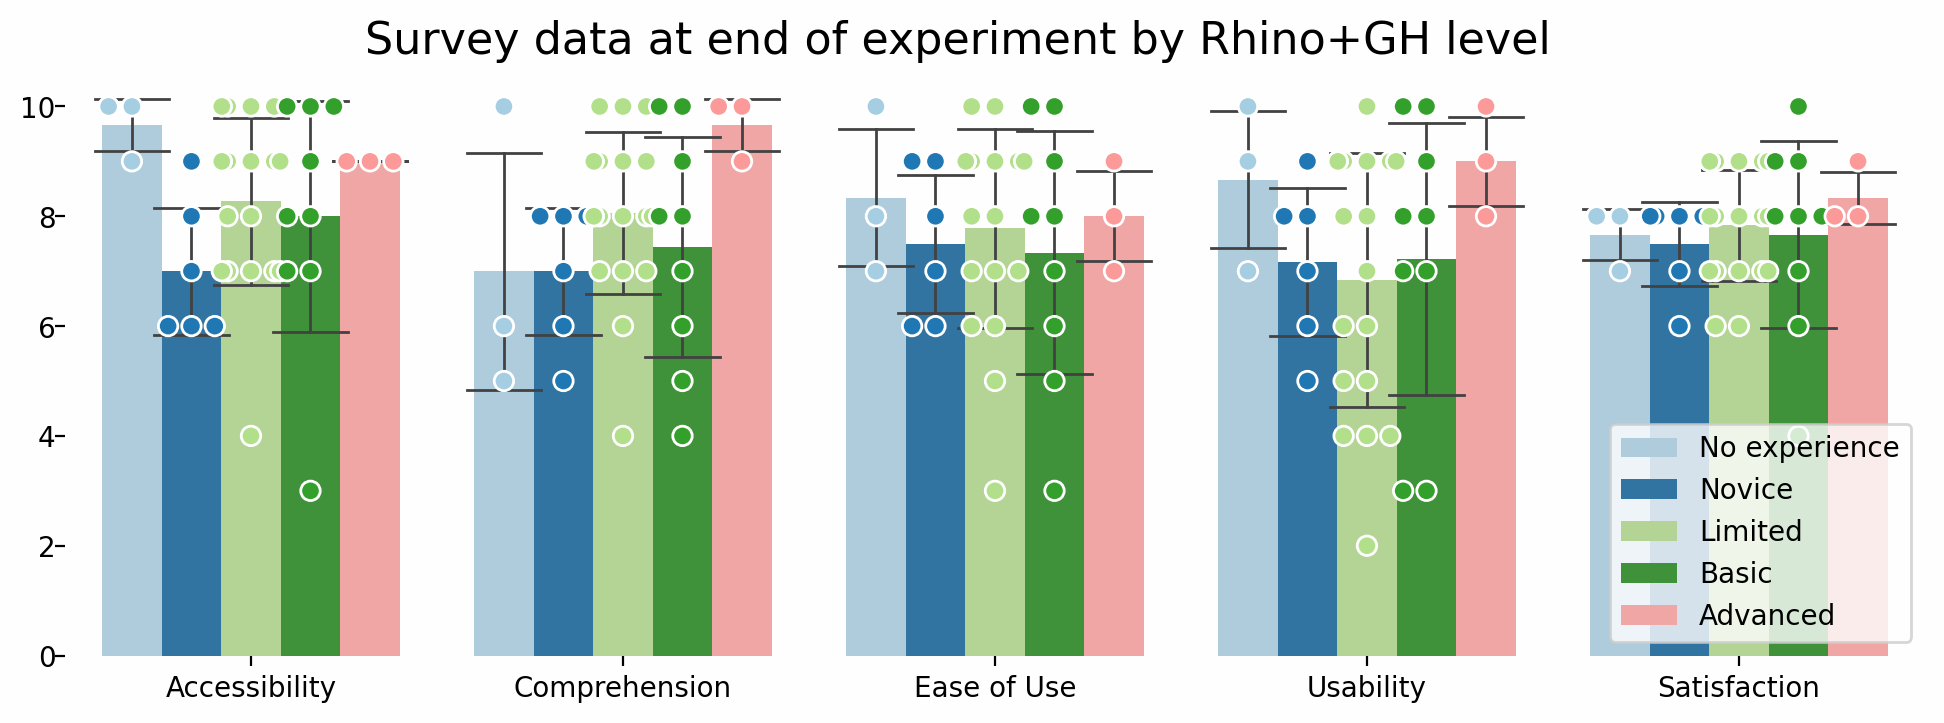 Survey data at end of experiment by Rhino+GH level
10
8
6
4
2
0
Accessibility Comprehension Ease of Use Usability Satisfaction
No experience
Novice
Limited
Basic
Advanced